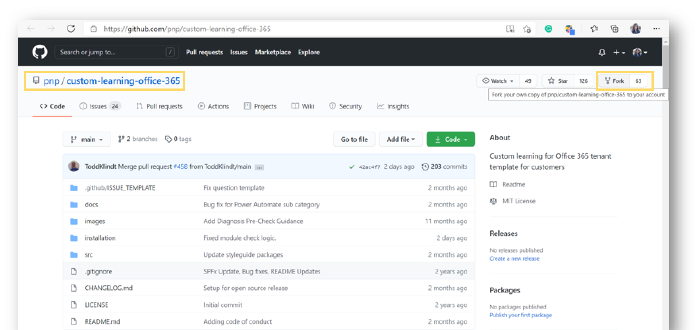 https://github.com/pnp/custom-learning-office-365
Search or jump to...
/
Pull requests Issues Marketplace Explore
pnp / custom-learning-office-365
Watch 49 Star 126 Fork 63
Fork your own copy of pnp/custom-learning-office-365 to your account
Code Issues 24 Pull requests Actions Projects Wiki Security Insights
main 2 branches 0 tags Go to file Add file Code
ToddKlindt Merge pull request #458 from ToddKlindt/main ... 2 days ago 203 commits
.github/ISSUE_TEMPLATE Fix question template 2 months ago
docs Bug fix for Power Automate sub category 2 months ago
images Add Diagnosis Pre-Check Guidance 11 months ago
installation Fixed module check logic. 2 days ago
src Update styleguide packages 2 months ago
.gitignore SPFx Update, Bug fixes, README Updates 2 months ago
CHANGELOG.md Setup for open source release 2 months ago
LICENSE Initial commit 2 years ago
README.md Adding code of conduct 2 months ago
About
Custom learning for Office 365 tenant
template for customers
Readme
MIT License
Releases
No releases published
Create a new release
Packages
No packages published
Publish your first package